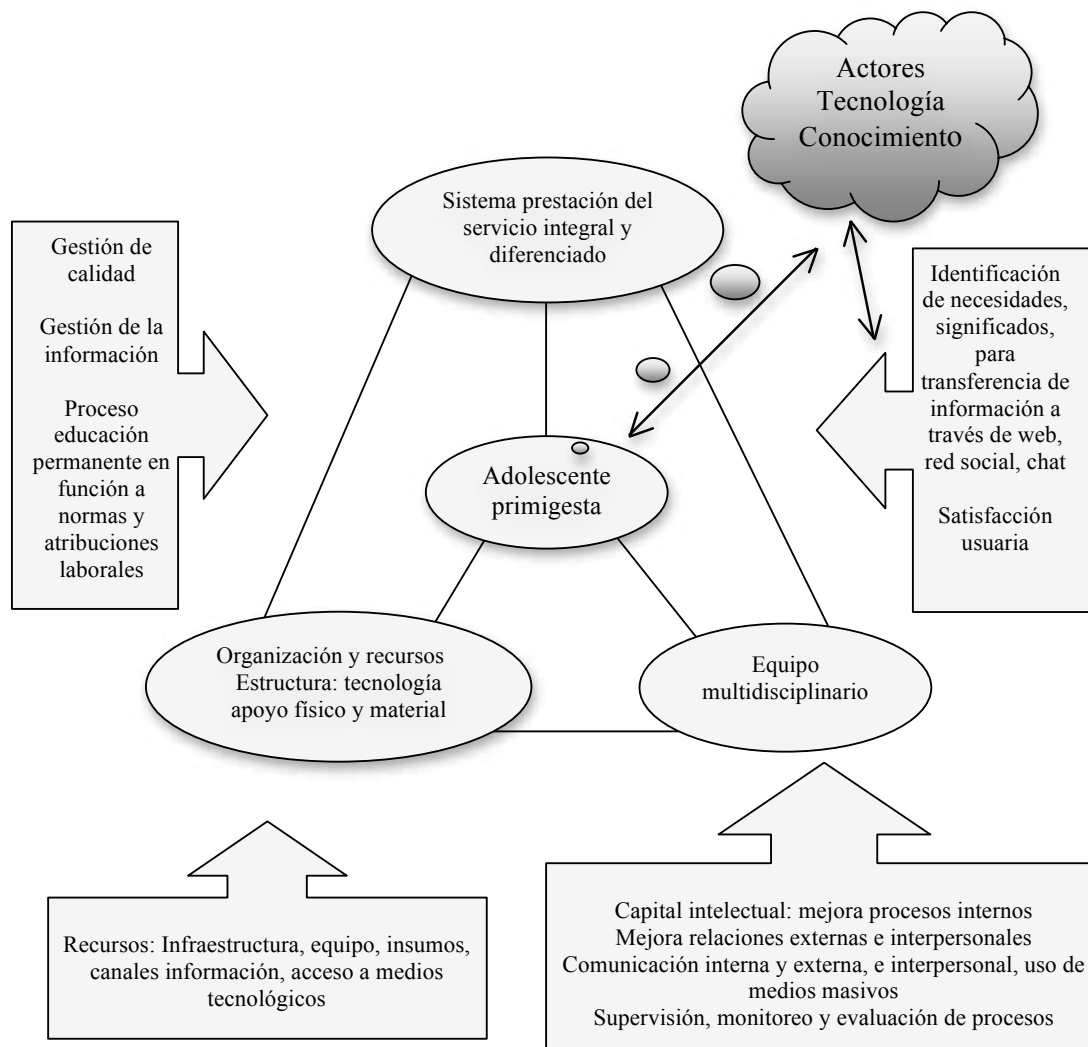 Actores
Tecnología
Conocimiento
Sistema prestación del
servicio integral y
diferenciado
Gestión de
calidad
Gestión de la
información
Proceso
educación
permanente en
función a
normas y
atribuciones
laborales
Identificación
de necesidades,
significados,
para
transferencia de
información a
través de web,
red social, chat
Satisfacción
usuaria
Adolescente
primigesta
Organización y recursos
Estructura: tecnología
apoyo físico y material
Equipo
multidisciplinario
Recursos: Infraestructura, equipo, insumos,
canales información, acceso a medios
tecnológicos
Capital intelectual: mejora procesos internos
Mejora relaciones externas e interpersonales
Comunicación interna y externa, e interpersonal, uso de
medios masivos
Supervisión, monitoreo y evaluación de procesos